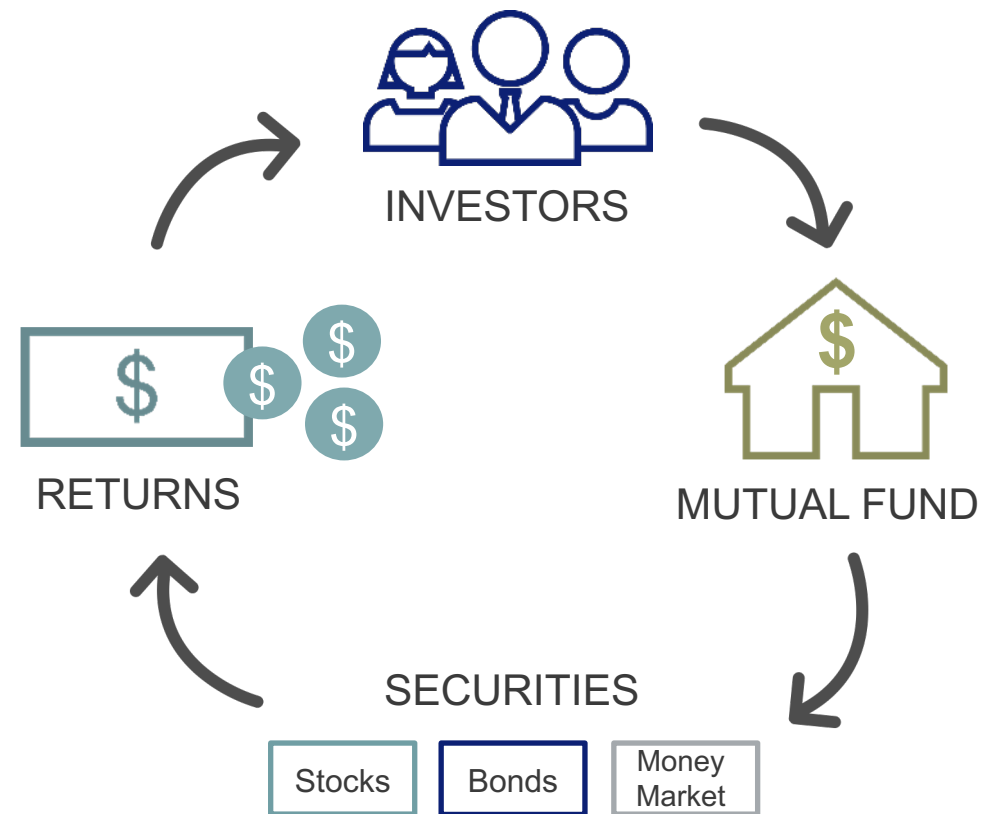 INVESTORS
$
$
$
$
$
RETURNS
MUTUAL FUND
SECURITIES
Stocks
Bonds
Money
Market